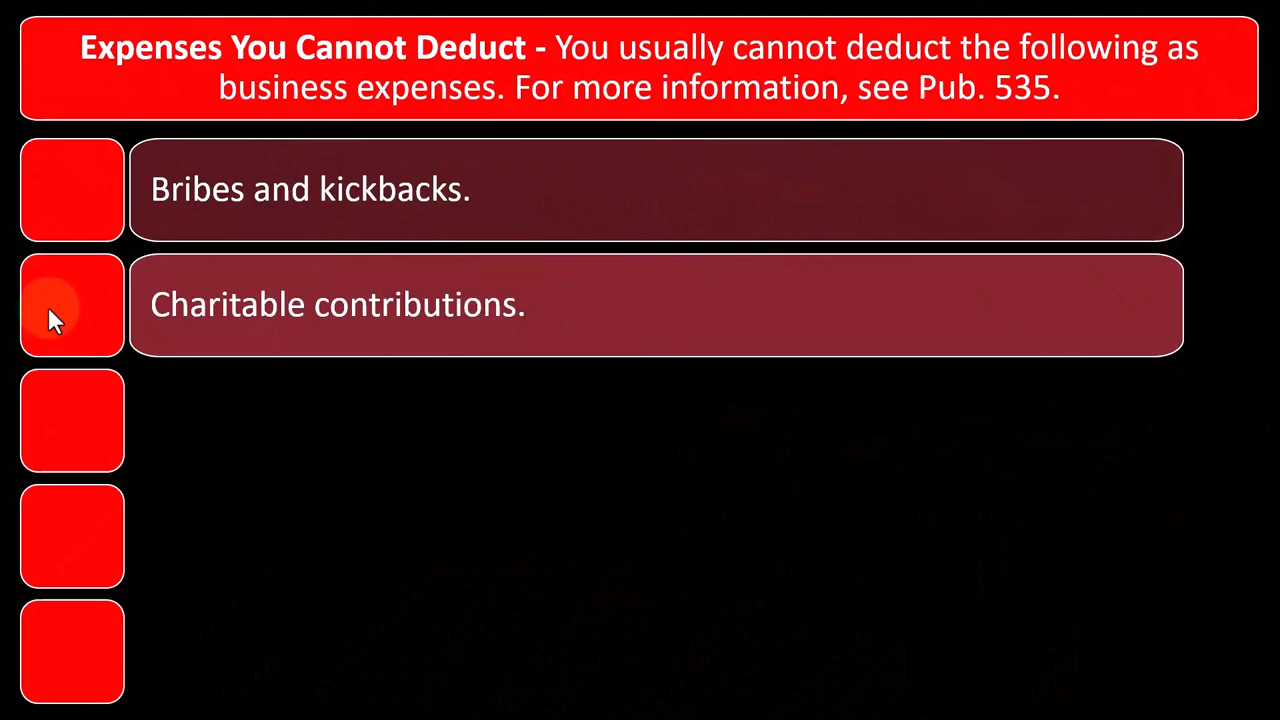 Expenses You Cannot Deduct - You usually cannot deduct the following as
business expenses. For more information, see Pub. 535.
Bribes and kickbacks.
Charitable contributions.